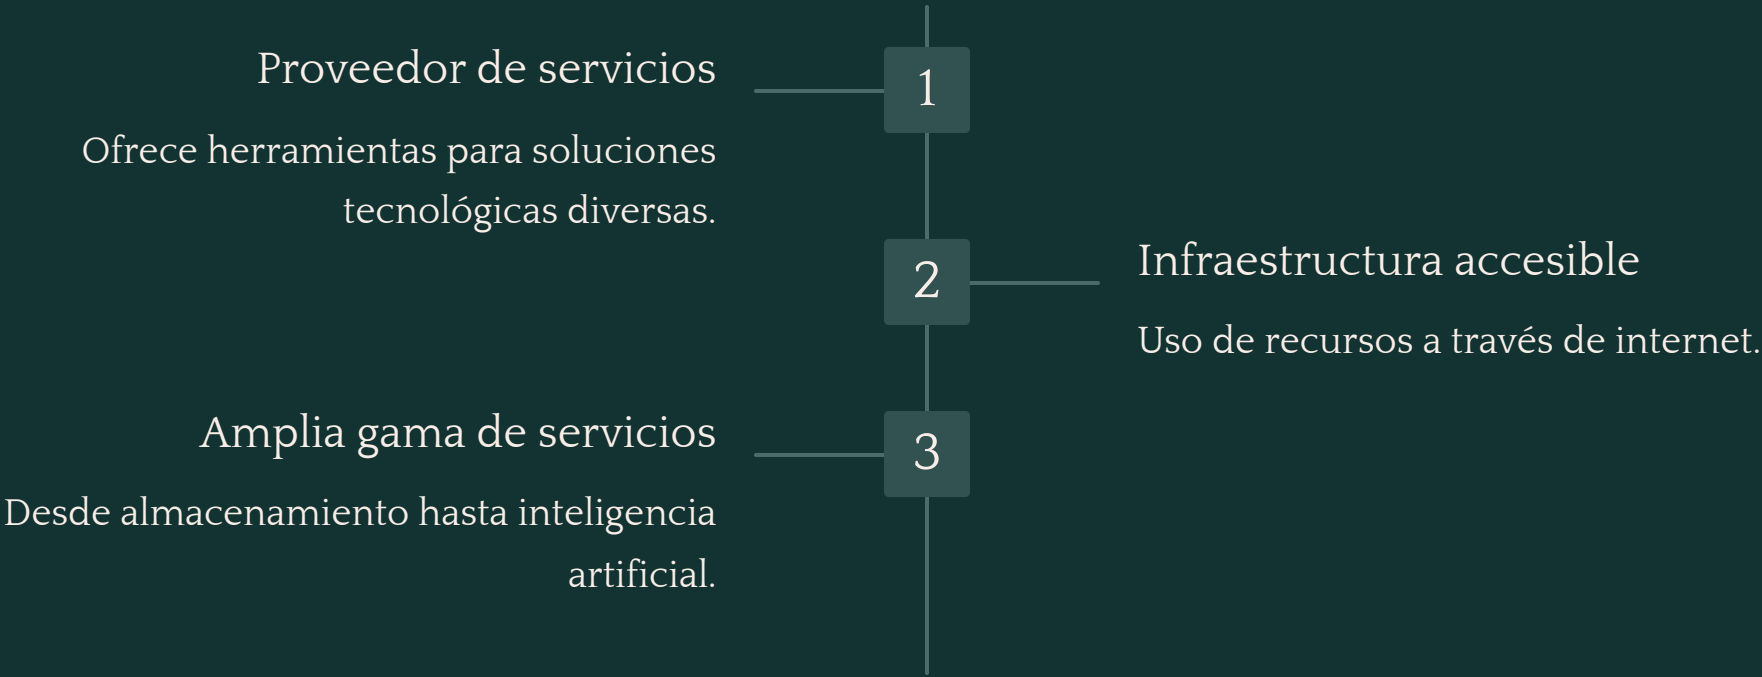 Proveedor de servicios
1
Ofrece herramientas para soluciones
tecnológicas diversas.
2
Infraestructura accesible
Uso de recursos a través de internet.
Amplia gama de servicios
3
Desde almacenamiento hasta inteligencia
artificial.